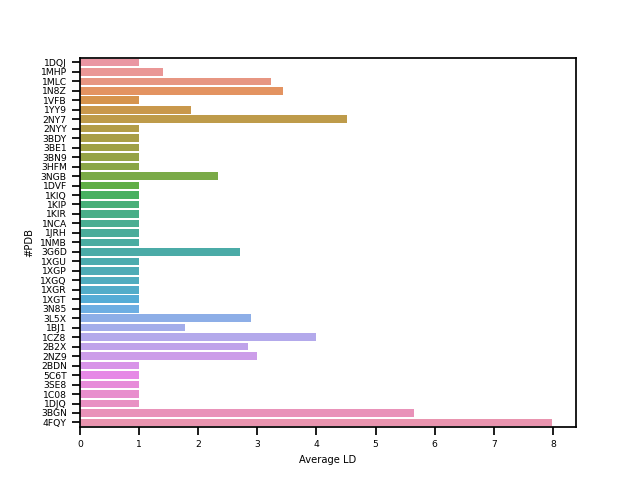 1DQJ
1MHP
1MLC
1N8Z
1VFB
1YY9
2NY7
2NYY
3BDY
3BE1
3BN9
3HFM
3NGB
1DVF
1KIQ
1KIP
1KIR
1NCA
1JRH
1NMB
3G6D
1XGU
1XGP
1XGQ
1XGR
1XGT
3N85
3L5X
1BJ1
1CZ8
2B2X
2NZ9
2BDN
5C6T
3SE8
1C08
1DJQ
3BGN
4FQY
#PDB
0 1 2 3 4 5 6 7 8
Average LD